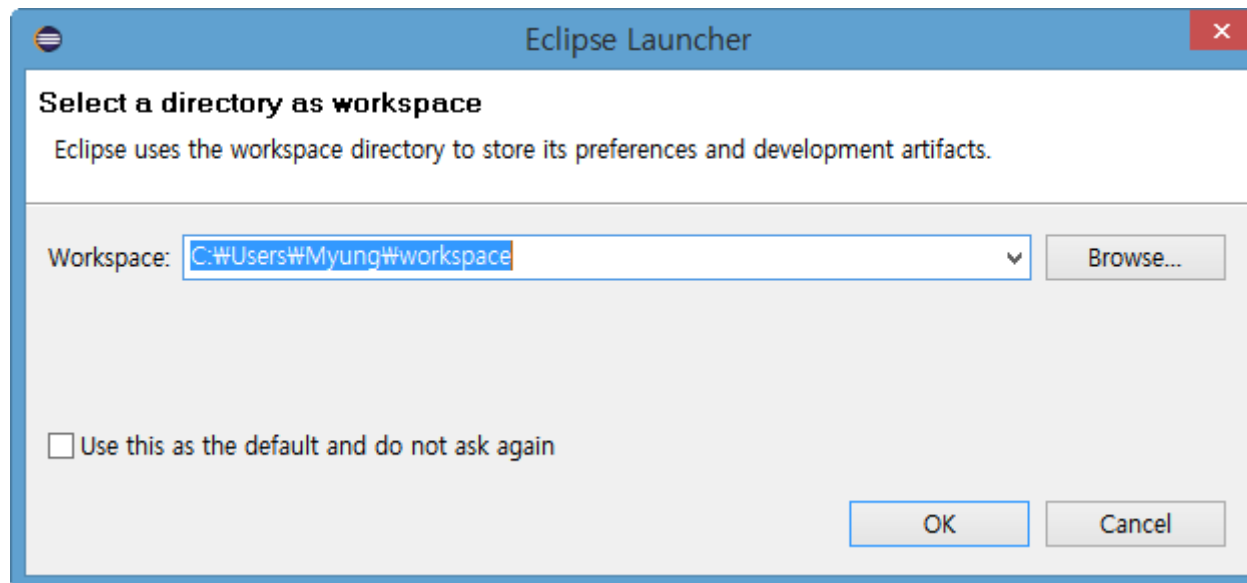 Eclipse Launcher
Select a directory as workspace
Eclipse uses the workspace directory to store its preferences and development artifacts.
Workspace: C:₩Users₩Myung₩workspace Browse...
Use this as the default and do not ask again
OK Cancel